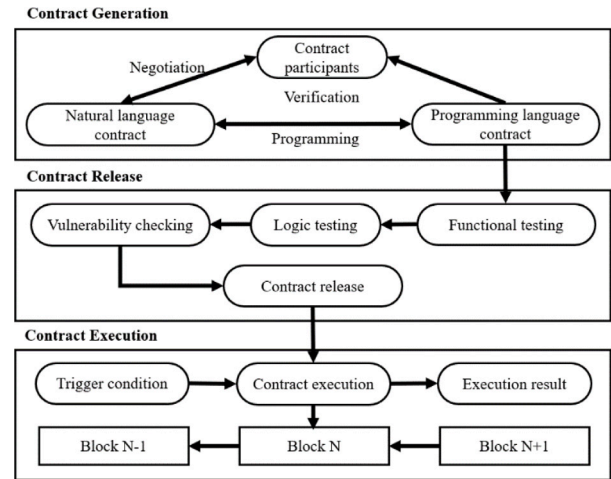 Contract Generation
Contract
participants
Negotiation
Verification
Natural language
contract
Programming language
contract
Programming
Contract Release
Vulnerability checking
Logic testing
Functional testing
Contract release
Contract Execution
Trigger condition
Contract execution
Execution result
Block N-1
Block N
Block N+1